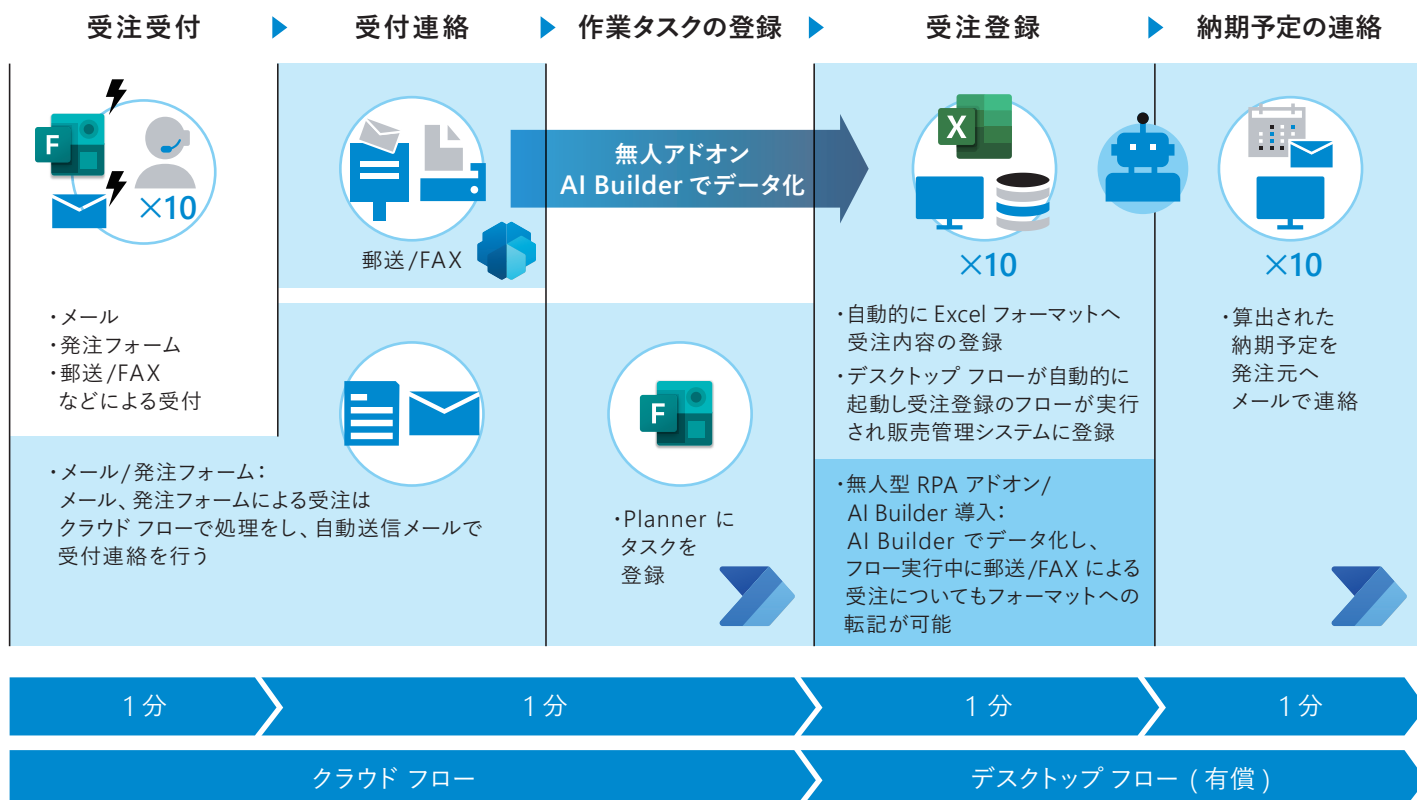 受注受付
受付連絡
作業タスクの登録
受注登録
納期予定の連絡
F
×10
・メール
・発注フォーム
・郵送/FAX
などによる受付
郵送/FAX
無人アドオン
AI Builder でデータ化
・メール/発注フォーム:
メール、発注フォームによる受注は
クラウド フローで処理をし、自動送信メールで
受付連絡を行う
F
・Planner に
タスクを
登録
X
×10
・自動的に Excel フォーマットへ
受注内容の登録
・デスクトップ フローが自動的に
起動し受注登録のフローが実行
され販売管理システムに登録
・無人型 RPA アドオン/
AI Builder 導入:
AI Builder でデータ化し、
フロー実行中に郵送/FAX による
受注についてもフォーマットへの
転記が可能
×10
・算出された
納期予定を
発注元へ
メールで連絡
1分
1分
1分
1分
クラウド フロー
デスクトップ フロー ( 有償 )